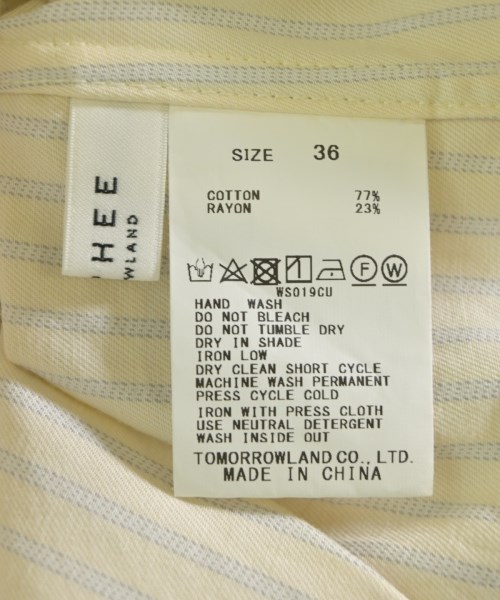 HEE
WLAND
SIZE 36
COTTON 77%
RAYON 23%
F W
WS019CU
HAND WASH
DO NOT BLEACH
DO NOT TUMBLE DRY
DRY IN SHADE
IRON LOW
DRY CLEAN SHORT CYCLE
MACHINE WASH PERMANENT
PRESS CYCLE COLD
IRON WITH PRESS CLOTH
USE NEUTRAL DETERGENT
WASH INSIDE OUT
TOMORROWLAND CO., LTD.
MADE IN CHINA